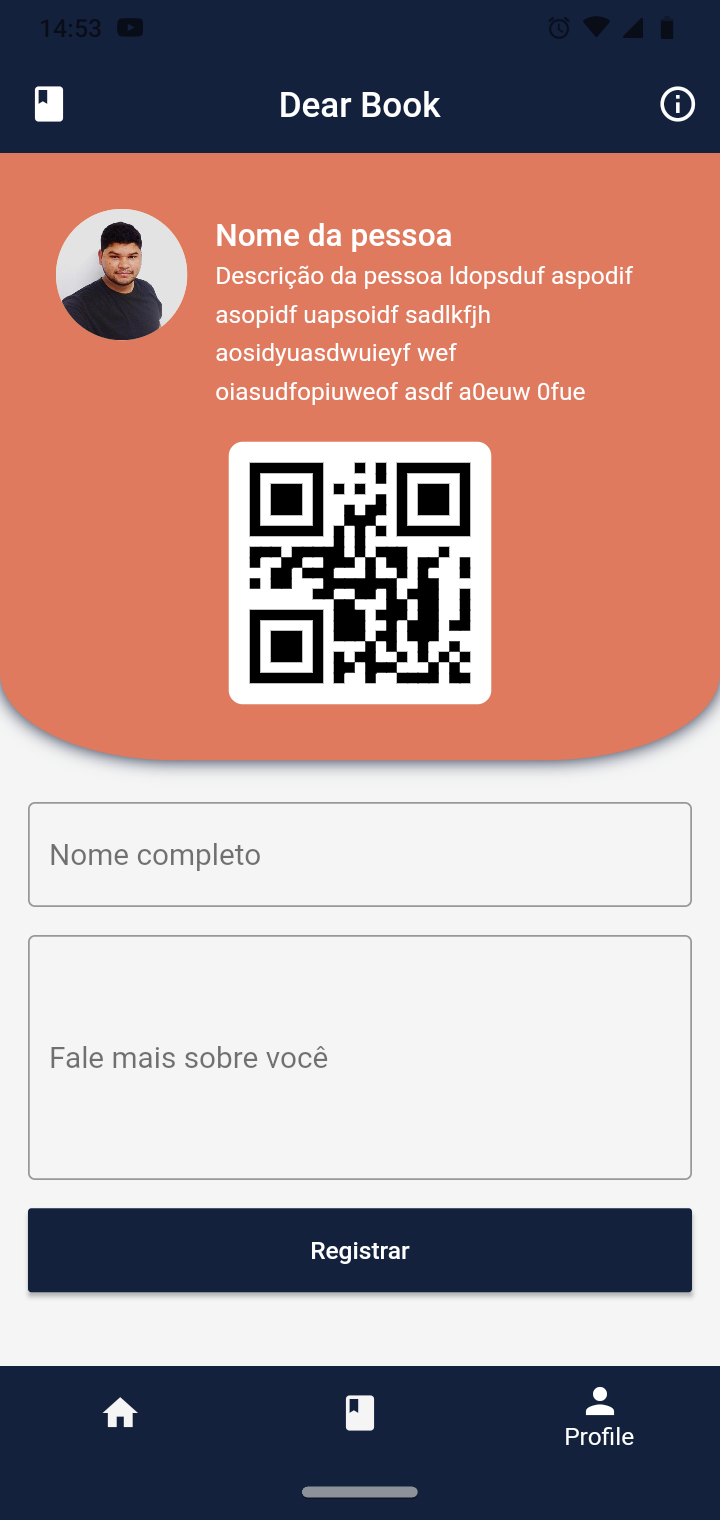 14:53
Dear Book
Nome da pessoa
Descrição da pessoa ldopsduf aspodif
asopidf uapsoidf sadlkfjh
aosidyuasdwuieyf wef
oiasudfopiuweof asdf a0euw 0fue
Nome completo
Fale mais sobre você
Registrar
Profile